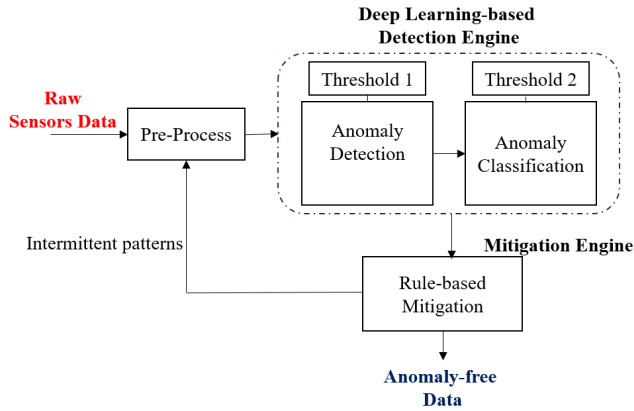 Deep Learning-based
Detection Engine
Threshold 1
Threshold 2
Raw
Sensors Data
Pre-Process
Anomaly
Detection
Anomaly
Classification
Intermittent patterns
Mitigation Engine
Rule-based
Mitigation
Anomaly-free
Data